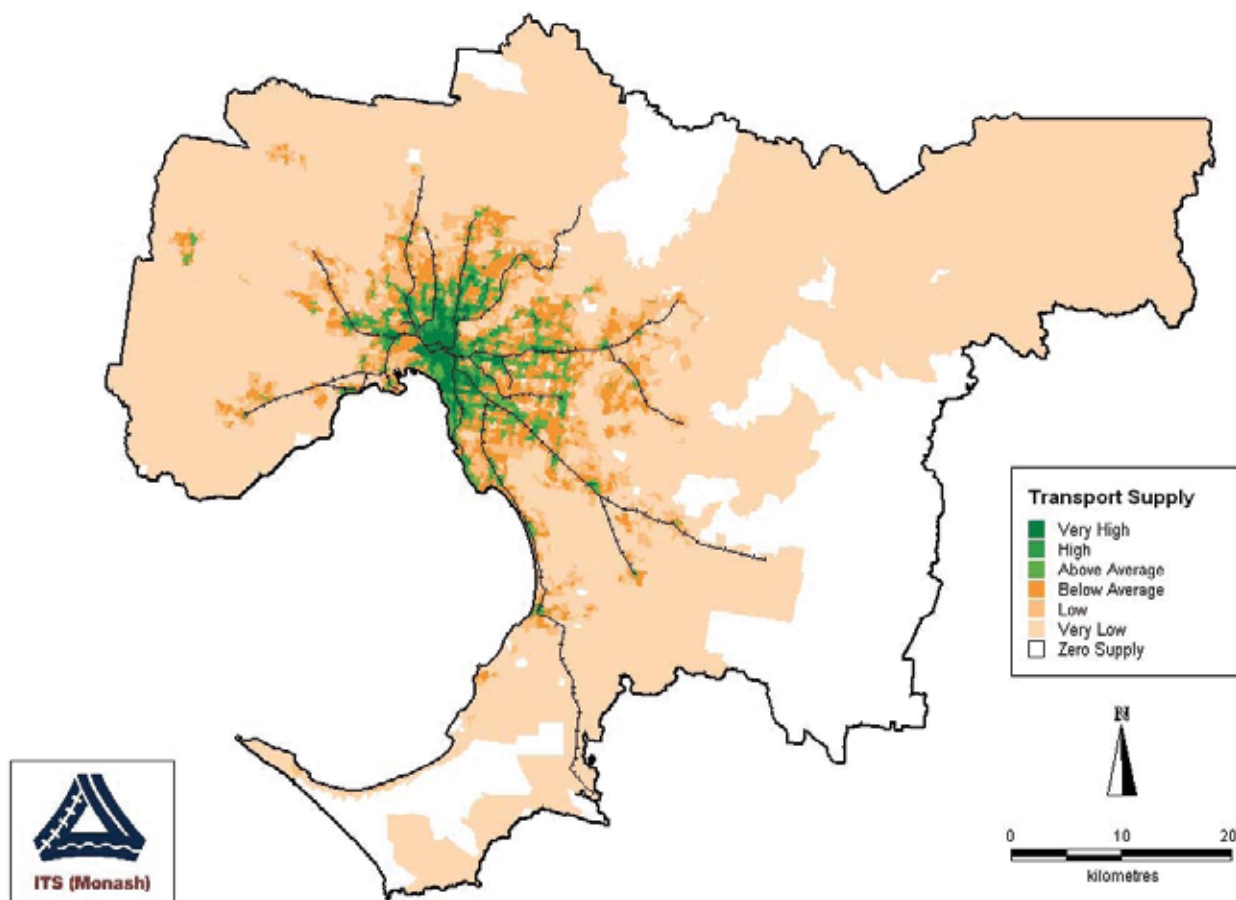 Transport Supply
Very High
High
Above Average
Below Average
Low
Very Low
Zero Supply
N
0 10 20
kilometres
ITS (Monash)